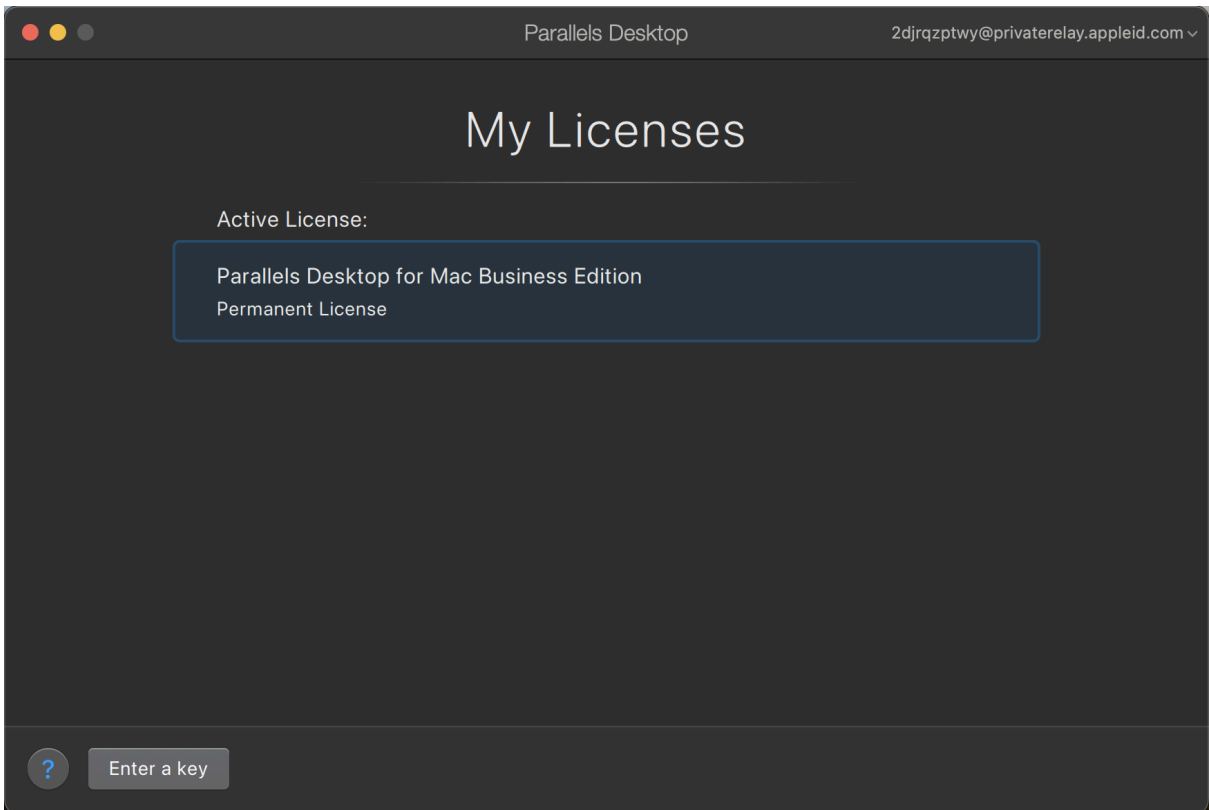 Parallels Desktop
2djrqzptwy@privaterelay.appleid.com
My Licenses
Active License:
Parallels Desktop for Mac Business Edition
Permanent License
?
Enter a key